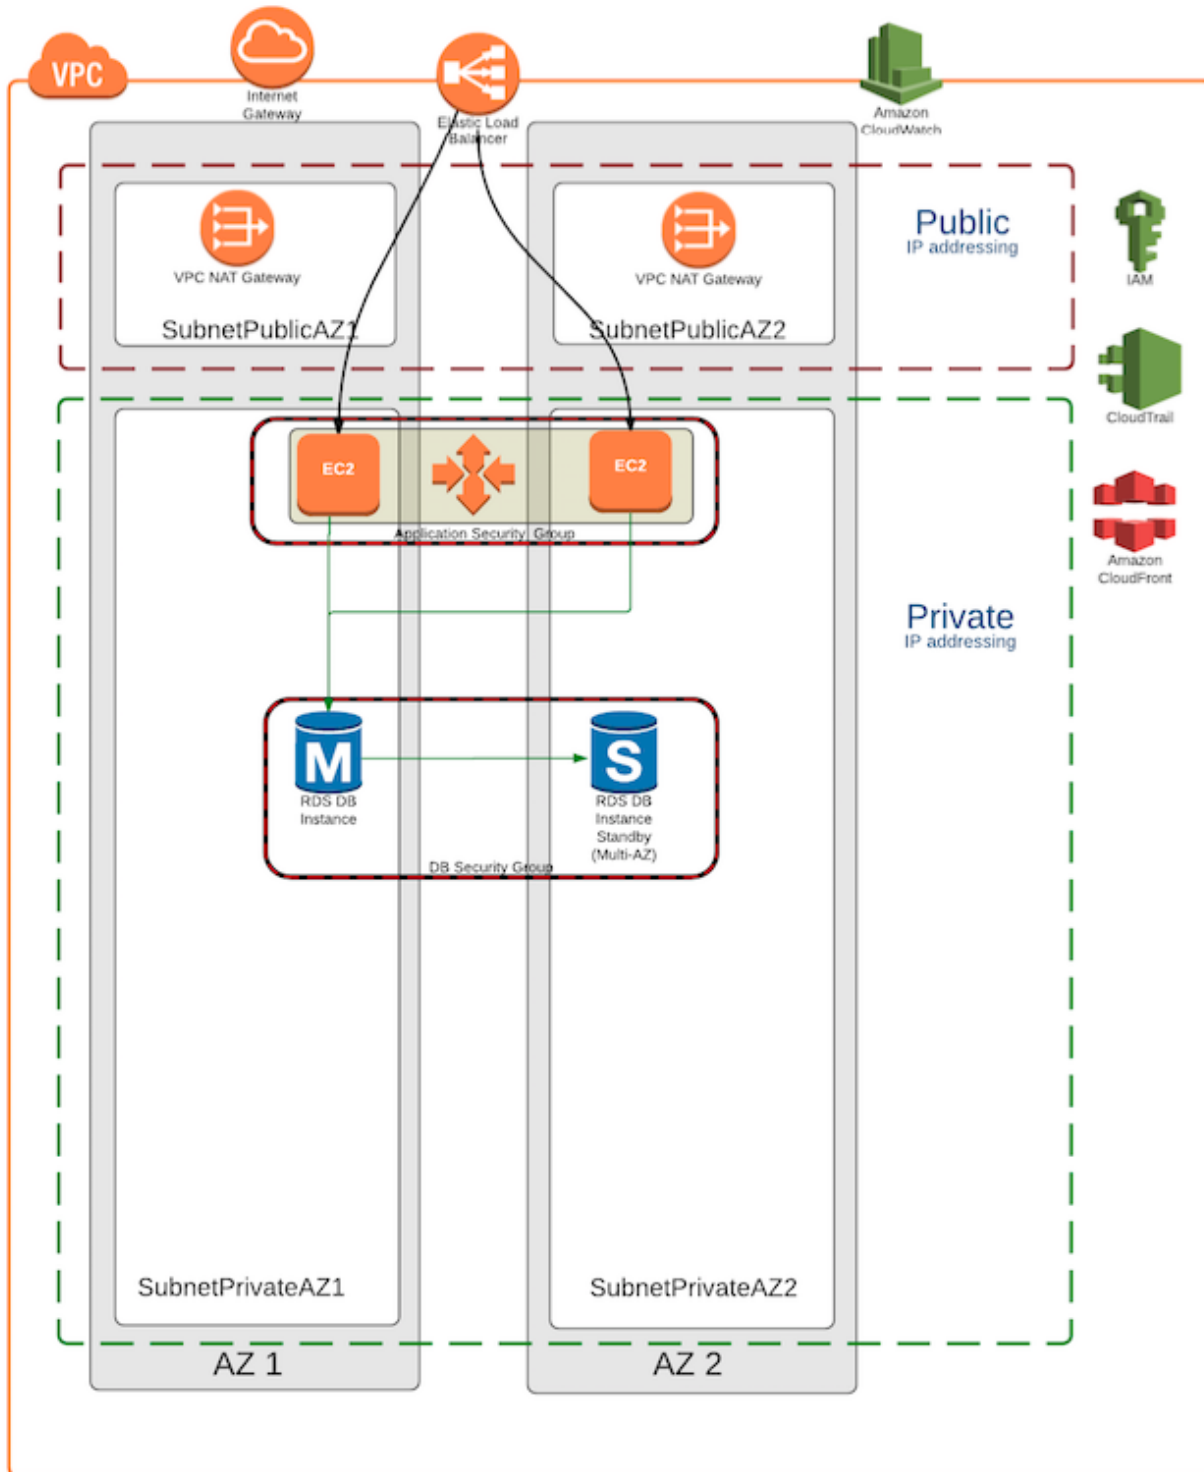 VPC
Internet
Gateway
Elastic Load
Balancer
Amazon
CloudWatch
VPC NAT Gateway
SubnetPublicAZ1
VPC NAT Gateway
SubnetPublicAZ2
Public
IP addressing
IAM
CloudTrail
Amazon
CloudFront
EC2
EC2
Application Security Group
Private
IP addressing
M
RDS DB
Instance
S
RDS DB
Instance
Standby
(Multi-AZ)
DB Security Group
SubnetPrivateAZ1
SubnetPrivateAZ2
AZ 1
AZ 2